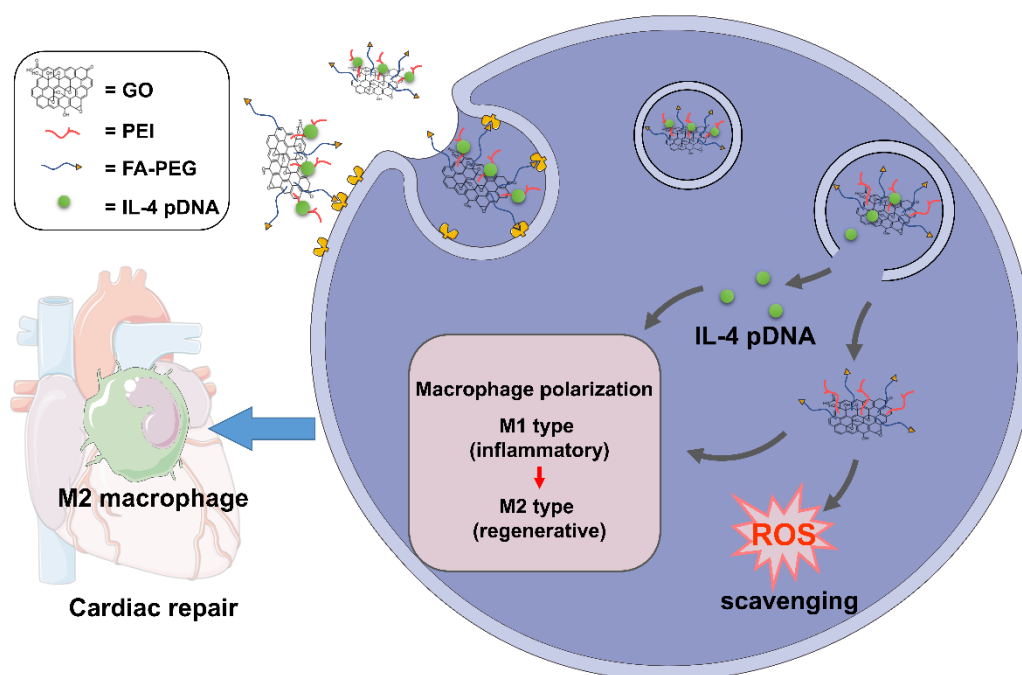 = GO
= PEI
= FA-PEG
= IL-4 pDNA
IL-4 pDNA
Macrophage polarization
M1 type
(inflammatory)
M2 type
(regenerative)
M2 macrophage
ROS
scavenging
Cardiac repair